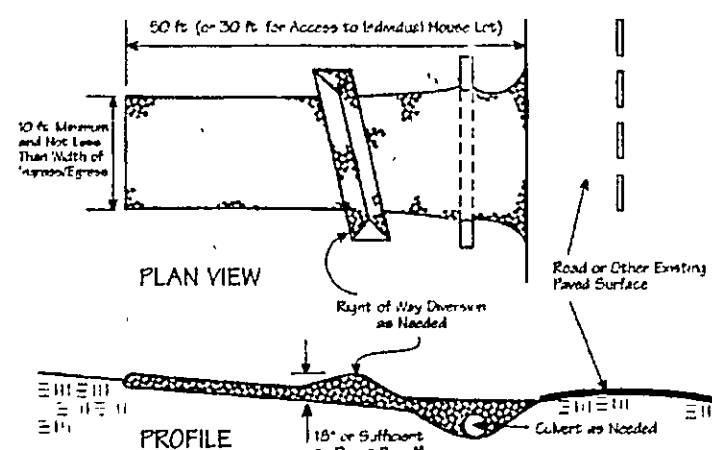 50 ft (or 30 ft for Access to Individual House Lot)
10 ft Minimum
and Not Less
Than Width of
Ingress/Egress
PLAN VIEW
Right of Way Diversion
as Needed
Road or Other Existing
Paved Surface
18" or Sufficient
Culvert as Needed
PROFILE